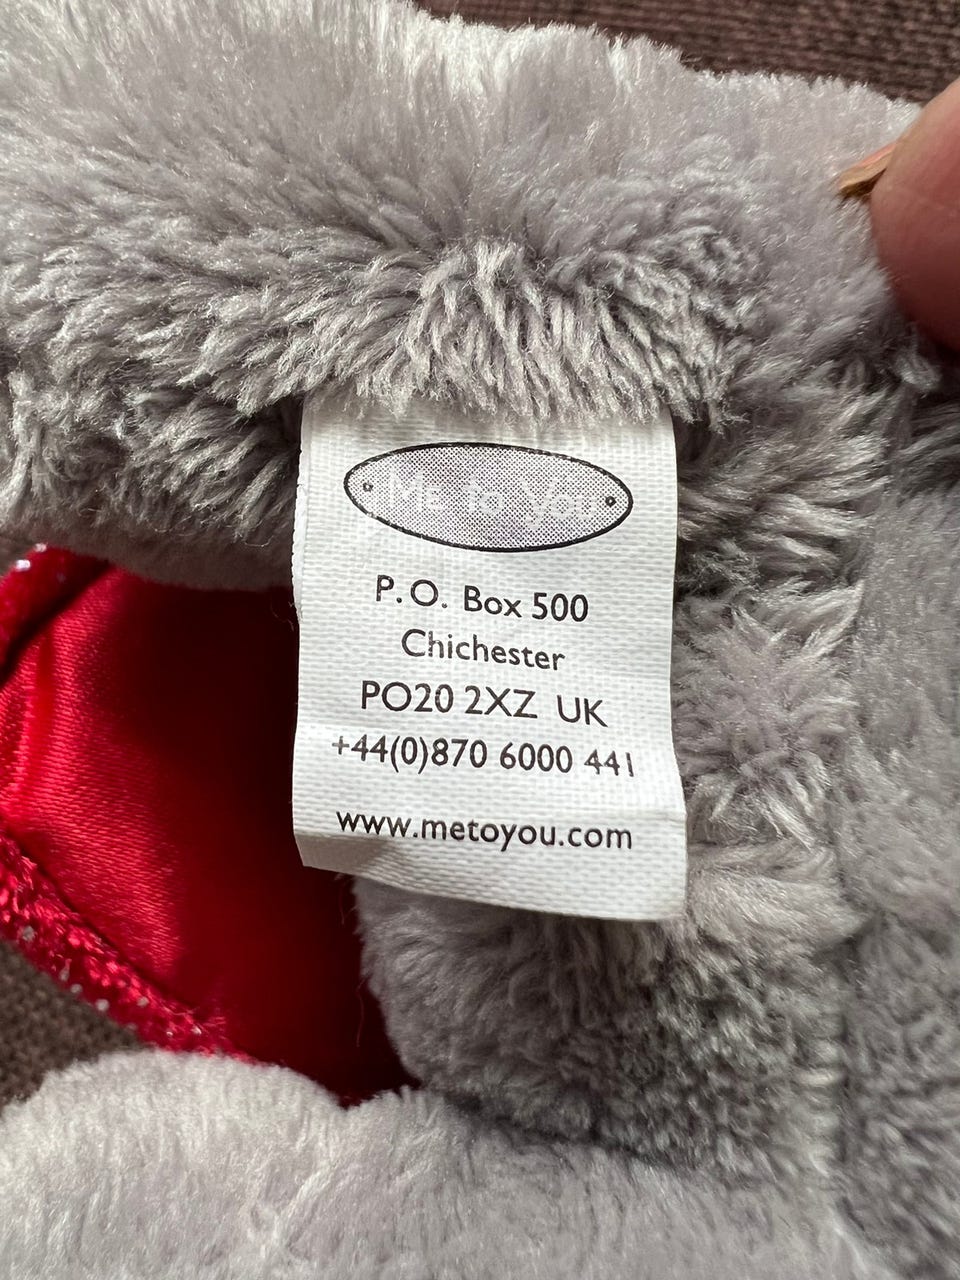 Me to You
P.O. Box 500
Chichester
PO20 2XZ UK
+44(0)870 6000 441
www.metoyou.com